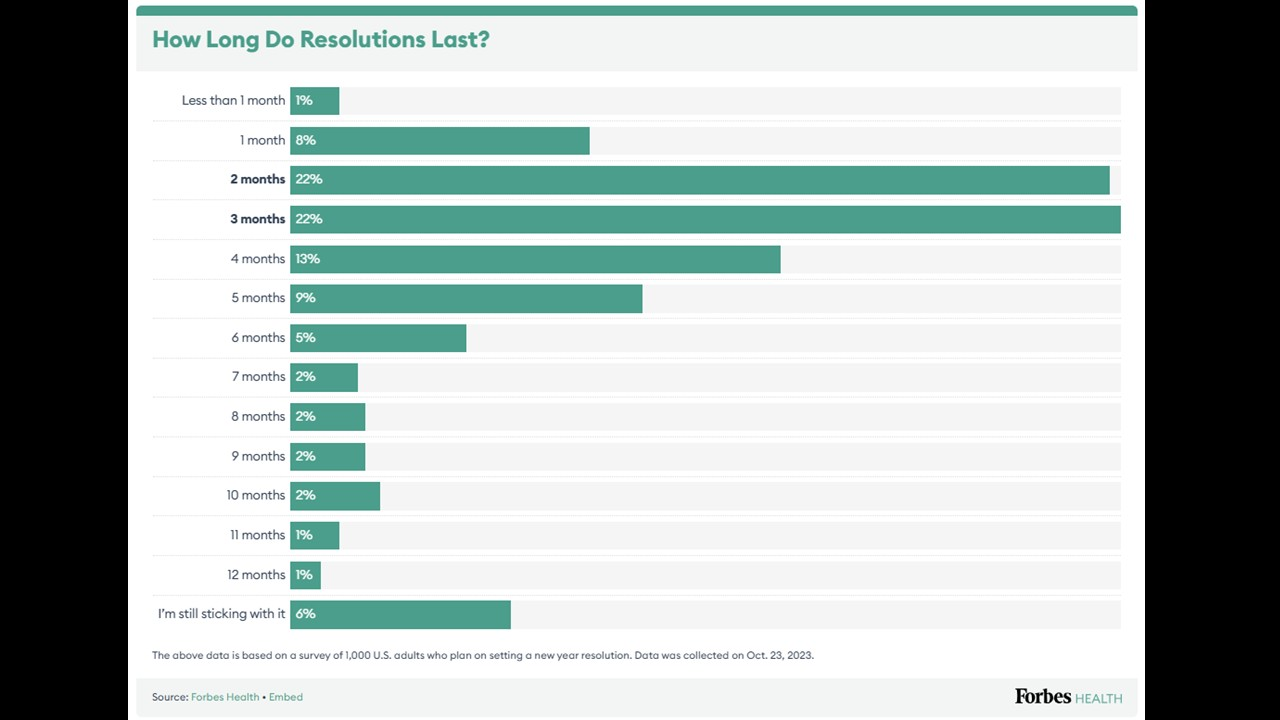 How Long Do Resolutions Last?
Less than 1 month 1%
1 month 8%
2 months 22%
3 months 22%
4 months 13%
5 months 9%
6 months 5%
7 months 2%
8 months 2%
9 months 2%
10 months 2%
11 months 1%
12 months 1%
I'm still sticking with it 6%
The above data is based on a survey of 1,000 U.S. adults who plan on setting a new year resolution. Data was collected on Oct. 23, 2023.
Source: Forbes Health • Embed Forbes HEALTH